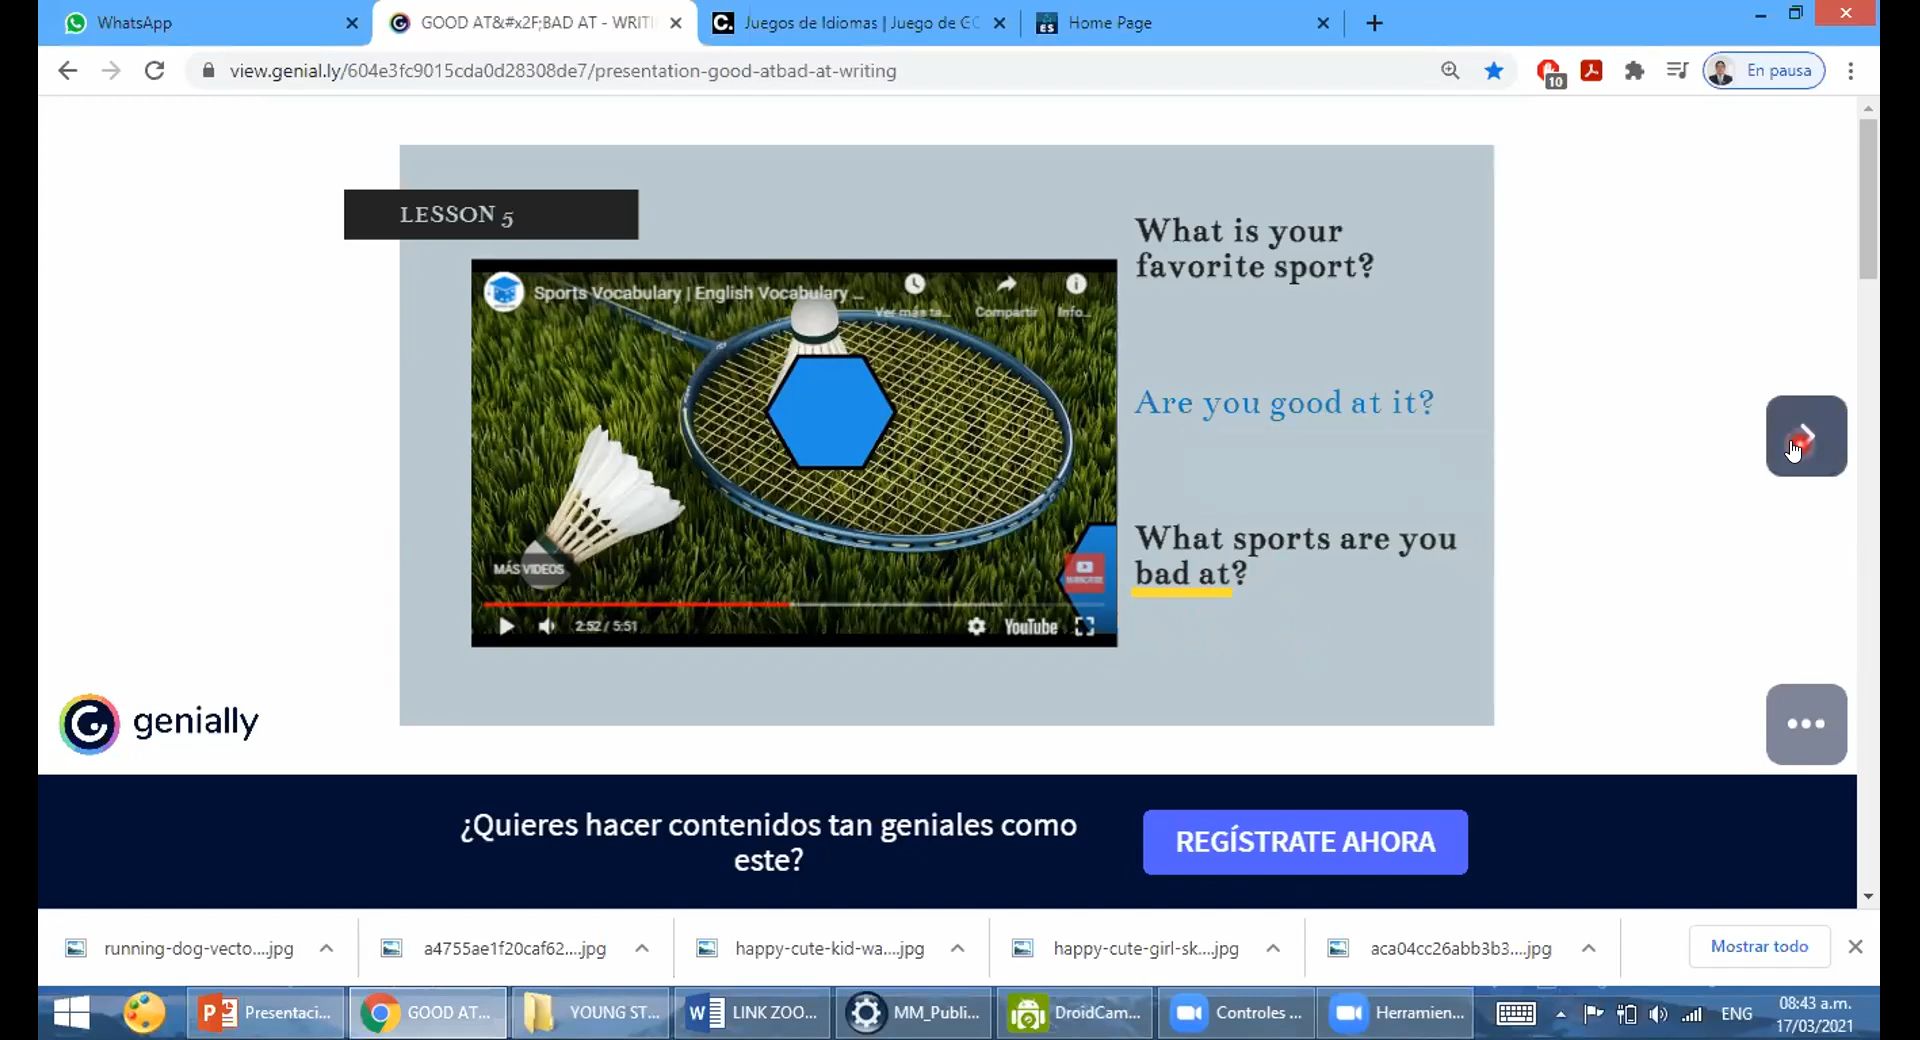 WhatsApp
GOOD AT&#x2F;BAD AT - WRITI
Juegos de Idiomas | Juego de GO
Home Page
view.genial.ly/604e3fc9015cda0d28308de7/presentation-good-atbad-at-writing
10
En pausa
LESSON 5
Sports Vocabulary | English Vocabulary ...
Ver más ta...
Compartir
Info...
MÁS VIDEOS
SUBSCRIBE
2:52 / 5:51
YouTube
What is your
favorite sport?
Are you good at it?
What sports are you
bad at?
genially
¿Quieres hacer contenidos tan geniales como
este?
REGÍSTRATE AHORA
running-dog-vecto....jpg
a4755ae1f20caf62....jpg
happy-cute-kid-wa....jpg
happy-cute-girl-sk....jpg
aca04cc26abb3b3....jpg
Mostrar todo
Presentaci...
GOOD AT...
YOUNG ST...
LINK ZOO...
MM_Publi...
DroidCam...
Controles ...
Herramien...
ENG
08:43 a.m.
17/03/2021